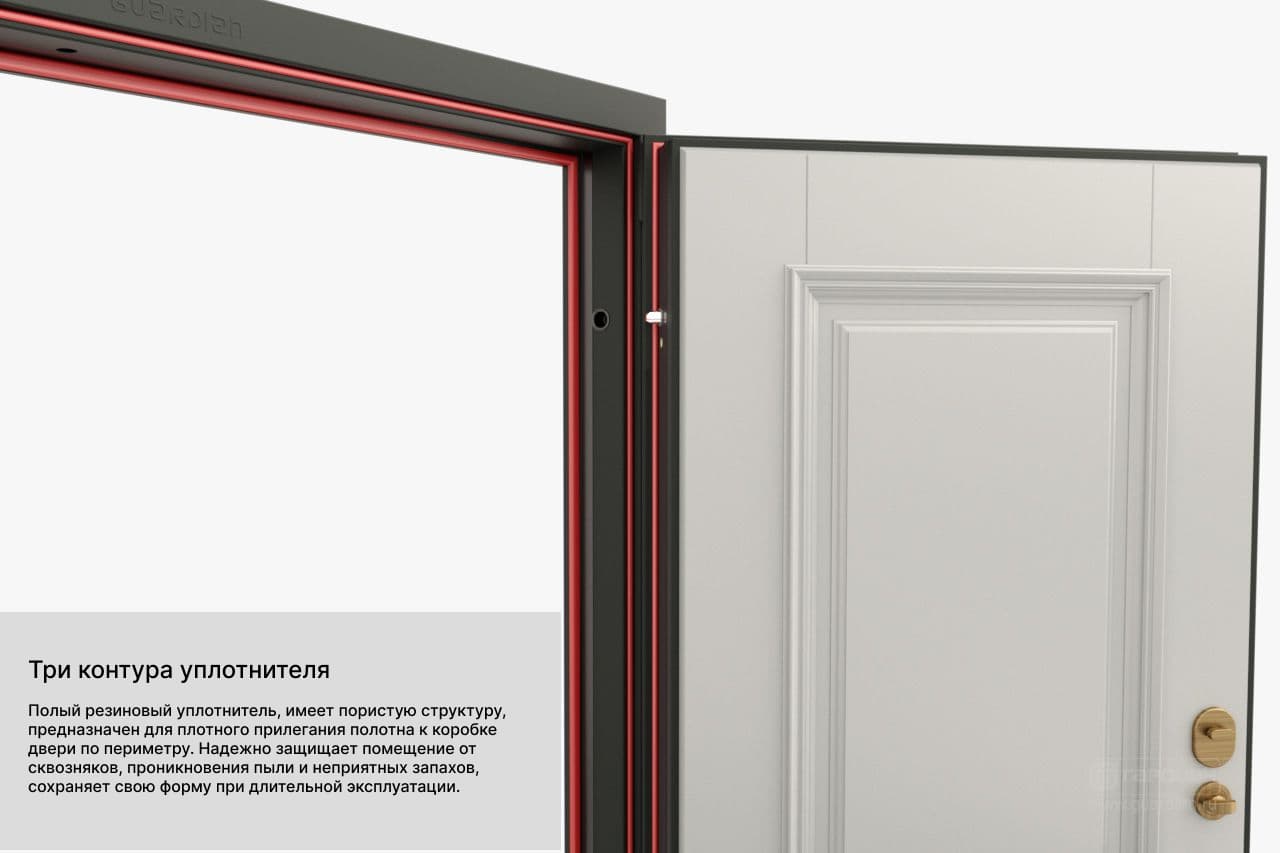 GUARDIAN
Три контура уплотнителя
Полый резиновый уплотнитель, имеет пористую структуру,
предназначен для плотного прилегания полотна к коробке
двери по периметру. Надежно защищает помещение от
сквозняков, проникновения пыли и неприятных запахов,
сохраняет свою форму при длительной эксплуатации.